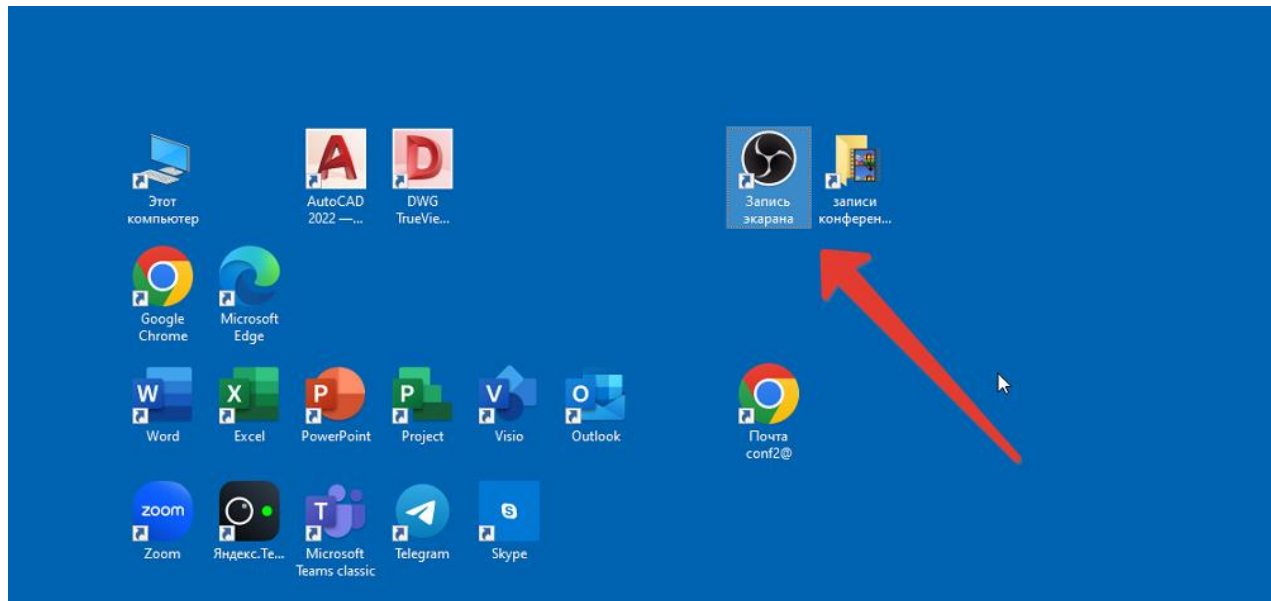 Этот
компьютер
AutoCAD
2022 —...
DWG
TrueVie...
Запись
экарана
записи
конферен...
Google
Chrome
Microsoft
Edge
W
Word
X
Excel
P
PowerPoint
P
Project
V
Visio
O
Outlook
Почта
conf2@
zoom
Zoom
Яндекс.Те...
T
Microsoft
Teams classic
Telegram
S
Skype